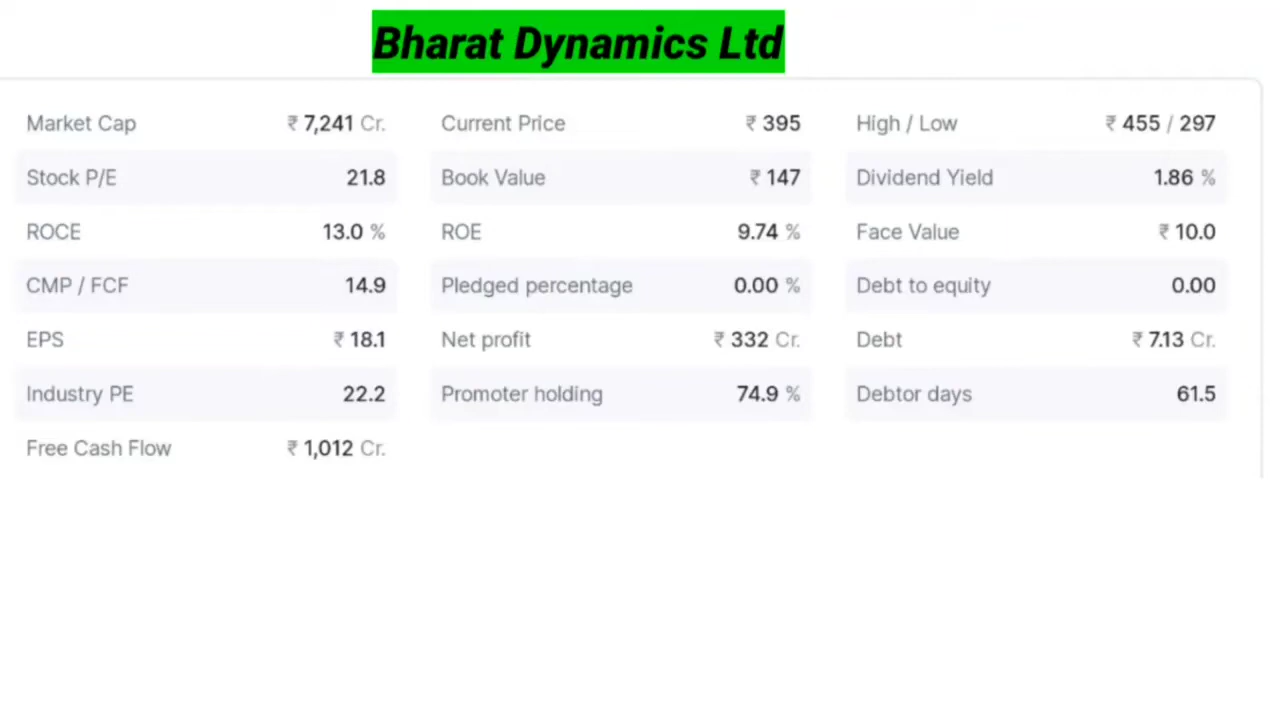 Bharat Dynamics Ltd
Market Cap ₹ 7,241 Cr. Current Price ₹ 395 High / Low ₹ 455 / 297
Stock P/E 21.8 Book Value ₹ 147 Dividend Yield 1.86 %
ROCE 13.0 % ROE 9.74 % Face Value ₹ 10.0
CMP / FCF 14.9 Pledged percentage 0.00 % Debt to equity 0.00
EPS ₹ 18.1 Net profit ₹ 332 Cr. Debt ₹ 7.13 Cr.
Industry PE 22.2 Promoter holding 74.9 % Debtor days 61.5
Free Cash Flow ₹ 1,012 Cr.